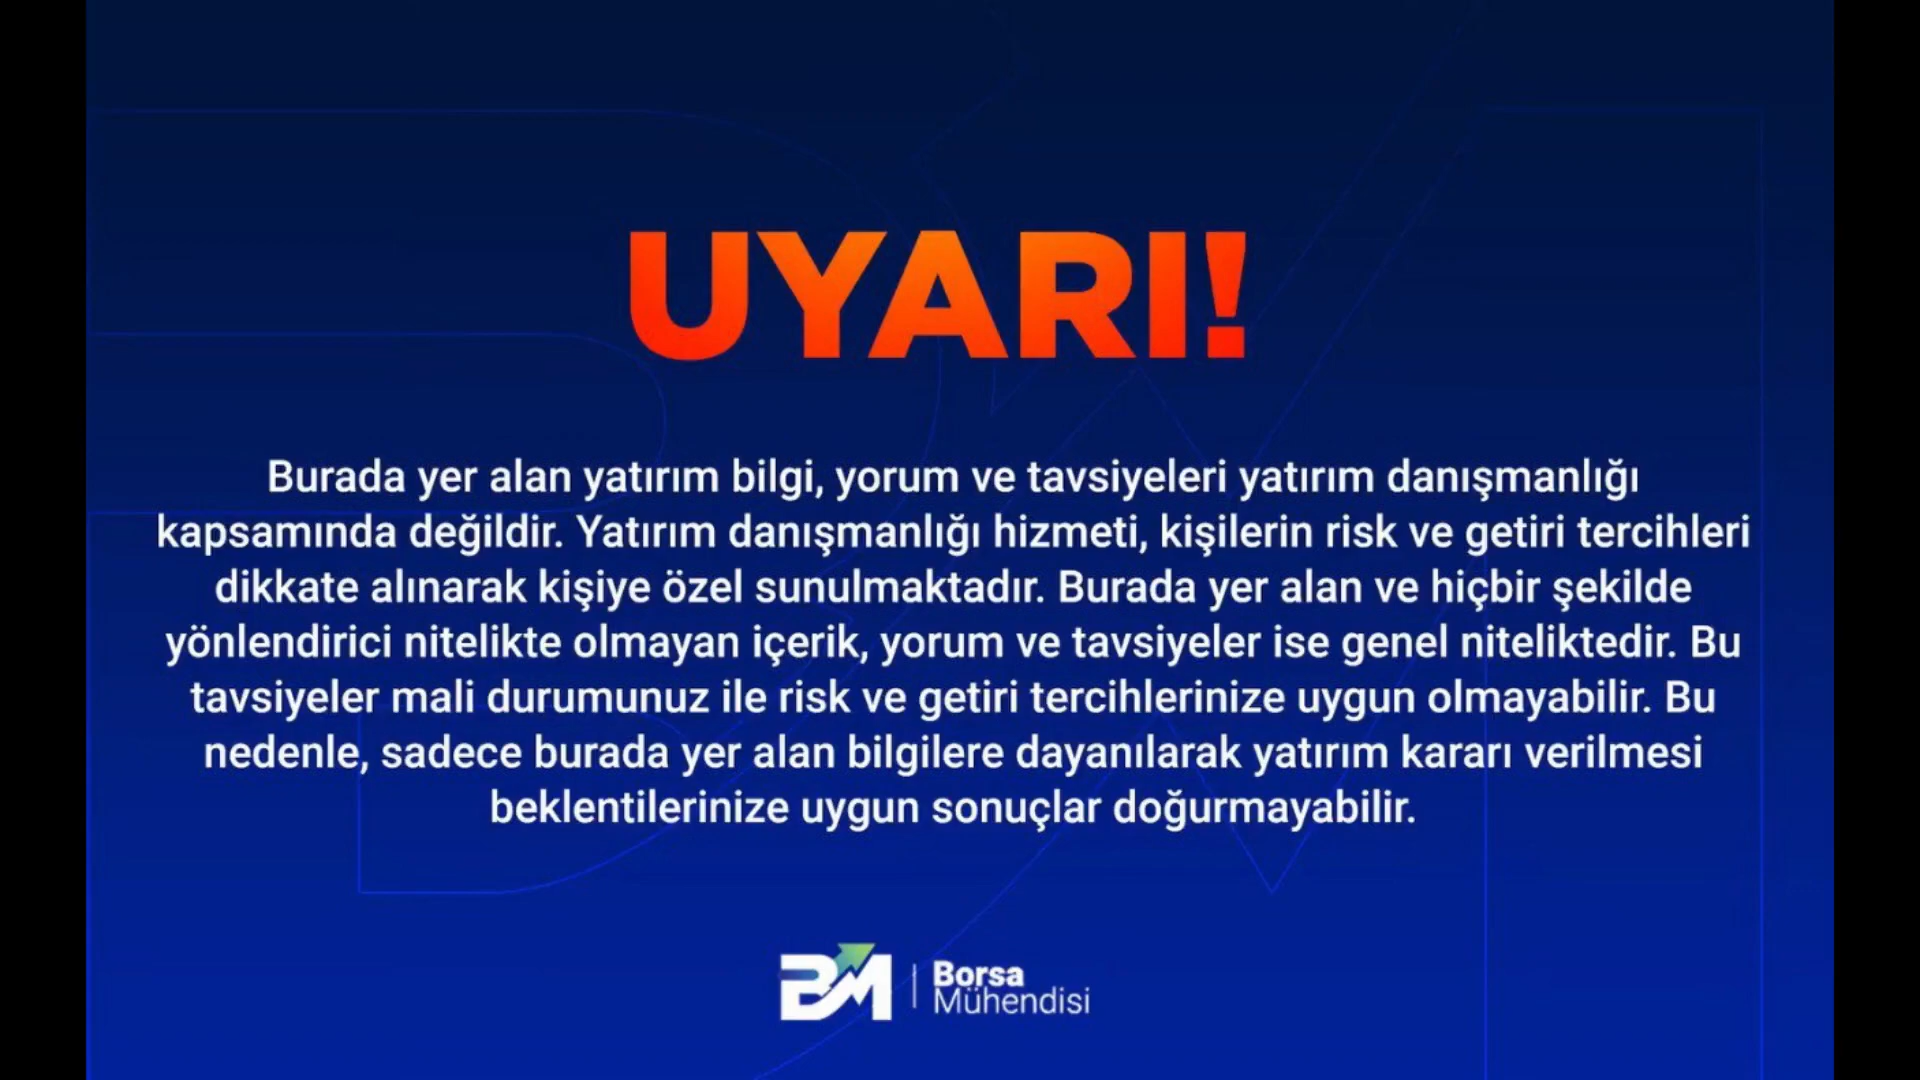 UYARI!
Burada yer alan yatırım bilgi, yorum ve tavsiyeleri yatırım danışmanlığı
kapsamında değildir. Yatırım danışmanlığı hizmeti, kişilerin risk ve getiri tercihleri
dikkate alınarak kişiye özel sunulmaktadır. Burada yer alan ve hiçbir şekilde
yönlendirici nitelikte olmayan içerik, yorum ve tavsiyeler ise genel niteliktedir. Bu
tavsiyeler mali durumunuz ile risk ve getiri tercihlerinize uygun olmayabilir. Bu
nedenle, sadece burada yer alan bilgilere dayanılarak yatırım kararı verilmesi
beklentilerinize uygun sonuçlar doğurmayabilir.
BM
Borsa
Mühendisi